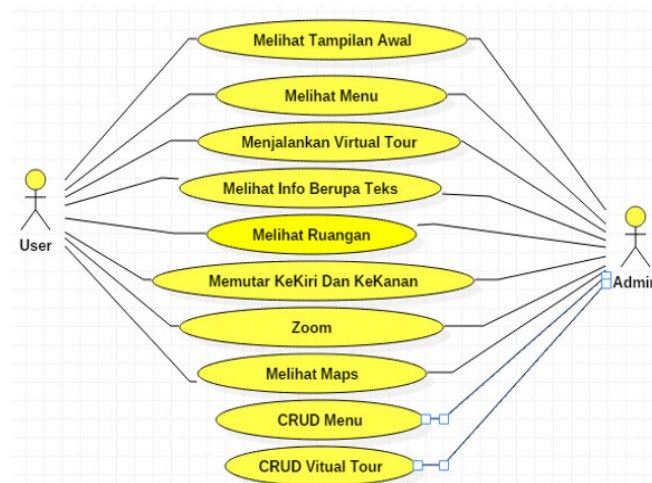 Melihat Tampilan Awal
Melihat Menu
Menjalankan Virtual Tour
Melihat Info Berupa Teks
Melihat Ruangan
User
Memutar KeKiri Dan KeKanan
Admin
Zoom
Melihat Maps
CRUD Menu
CRUD Vitual Tour